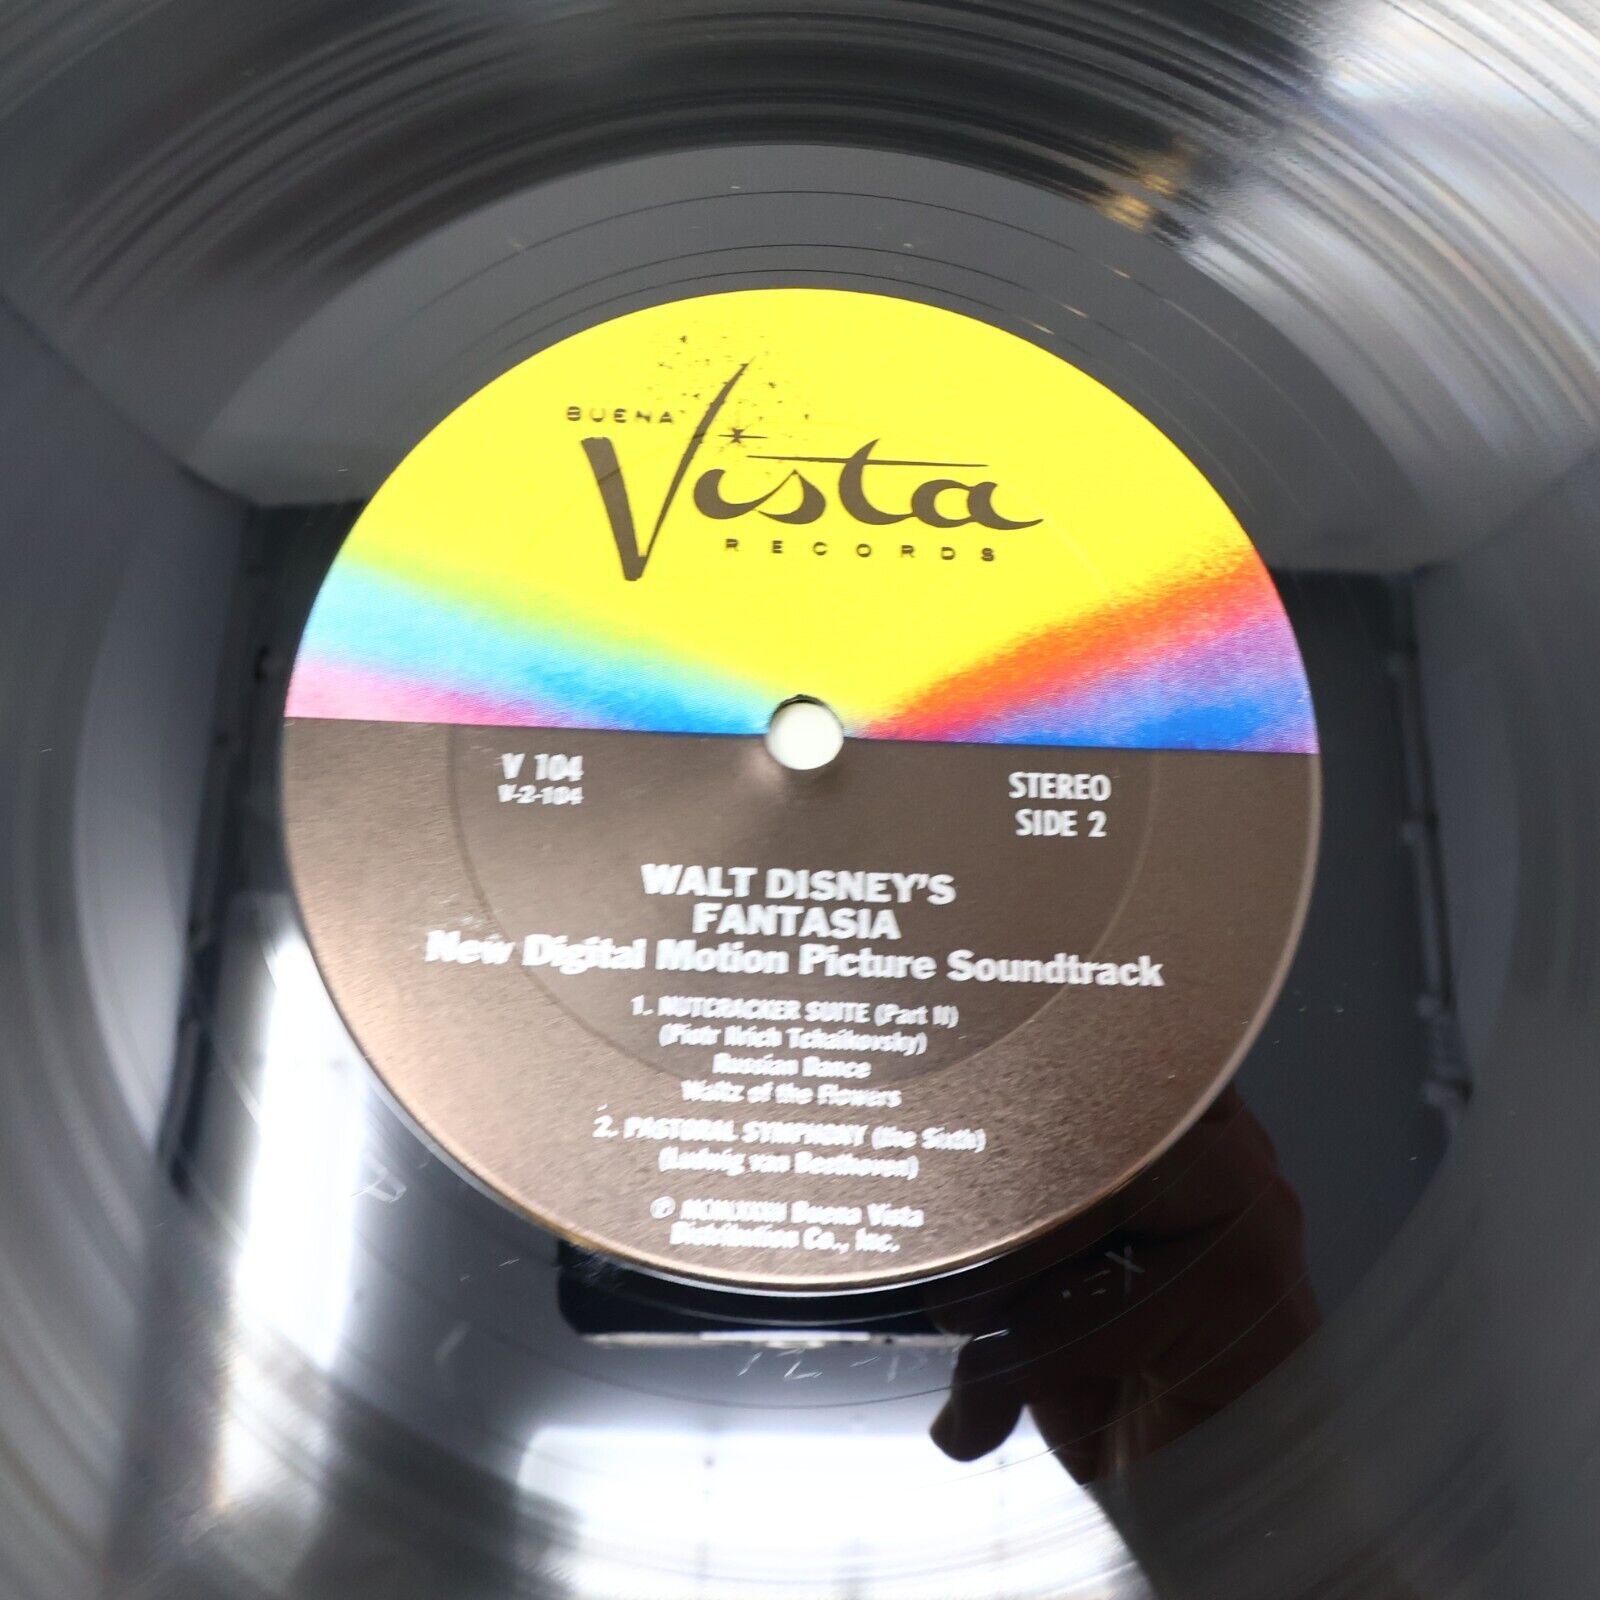 BUENA
Vista
RECORDS
V 104
V-2-104
STEREO
SIDE 2
WALT DISNEY'S
FANTASIA
New Digital Motion Picture Soundtrack
1. NUTCRACKER SUITE (Part II)
(Piotr Ilrich Tchaikovsky)
Russian Dance
Waltz of the Flowers
2. PASTORAL SYMPHONY (the Sixth)
(Ludwig van Beethoven)
Ⓟ Buena Vista
Distribution Co., Inc.